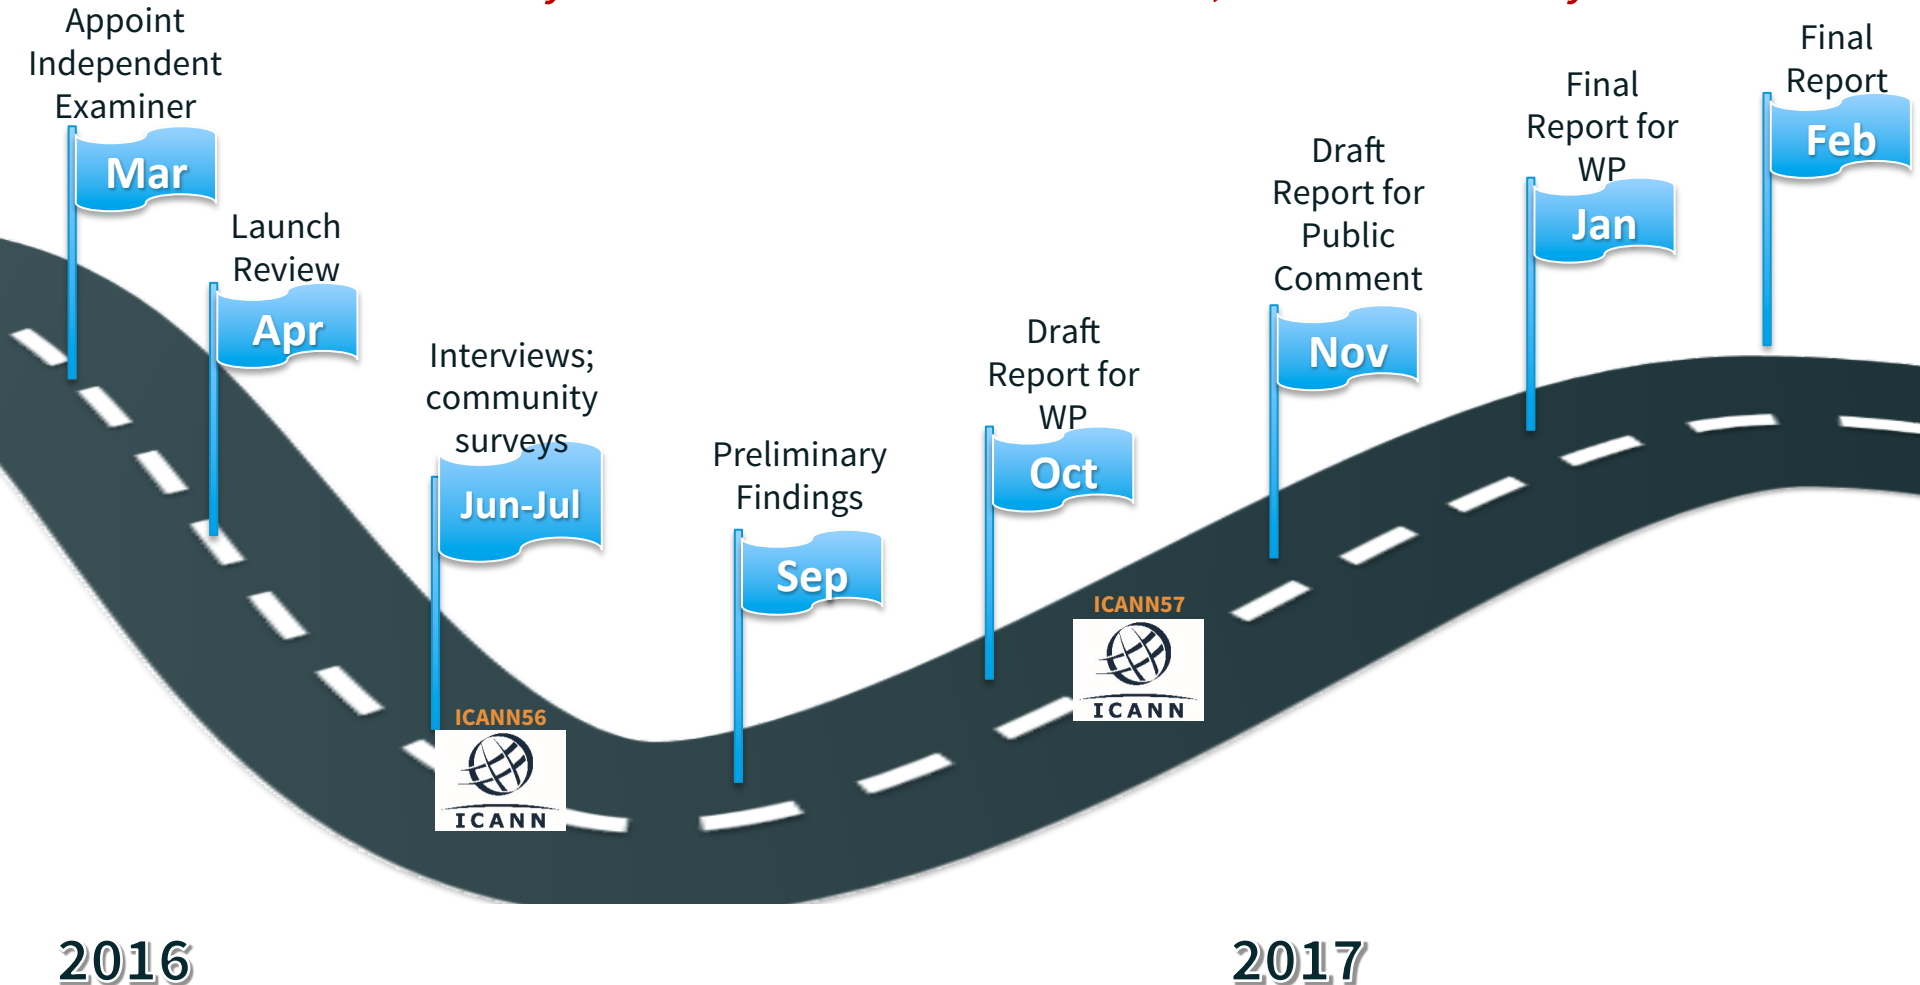 Appoint
Independent
Examiner
Mar
Launch
Review
Apr
Interviews;
community
surveys
Jun-Jul
ICANN56
ICANN
Preliminary
Findings
Sep
Draft
Report for
WP
Oct
ICANN57
ICANN
Draft
Report for
Public
Comment
Nov
Final
Report for
WP
Jan
Final
Report
Feb
2016
2017